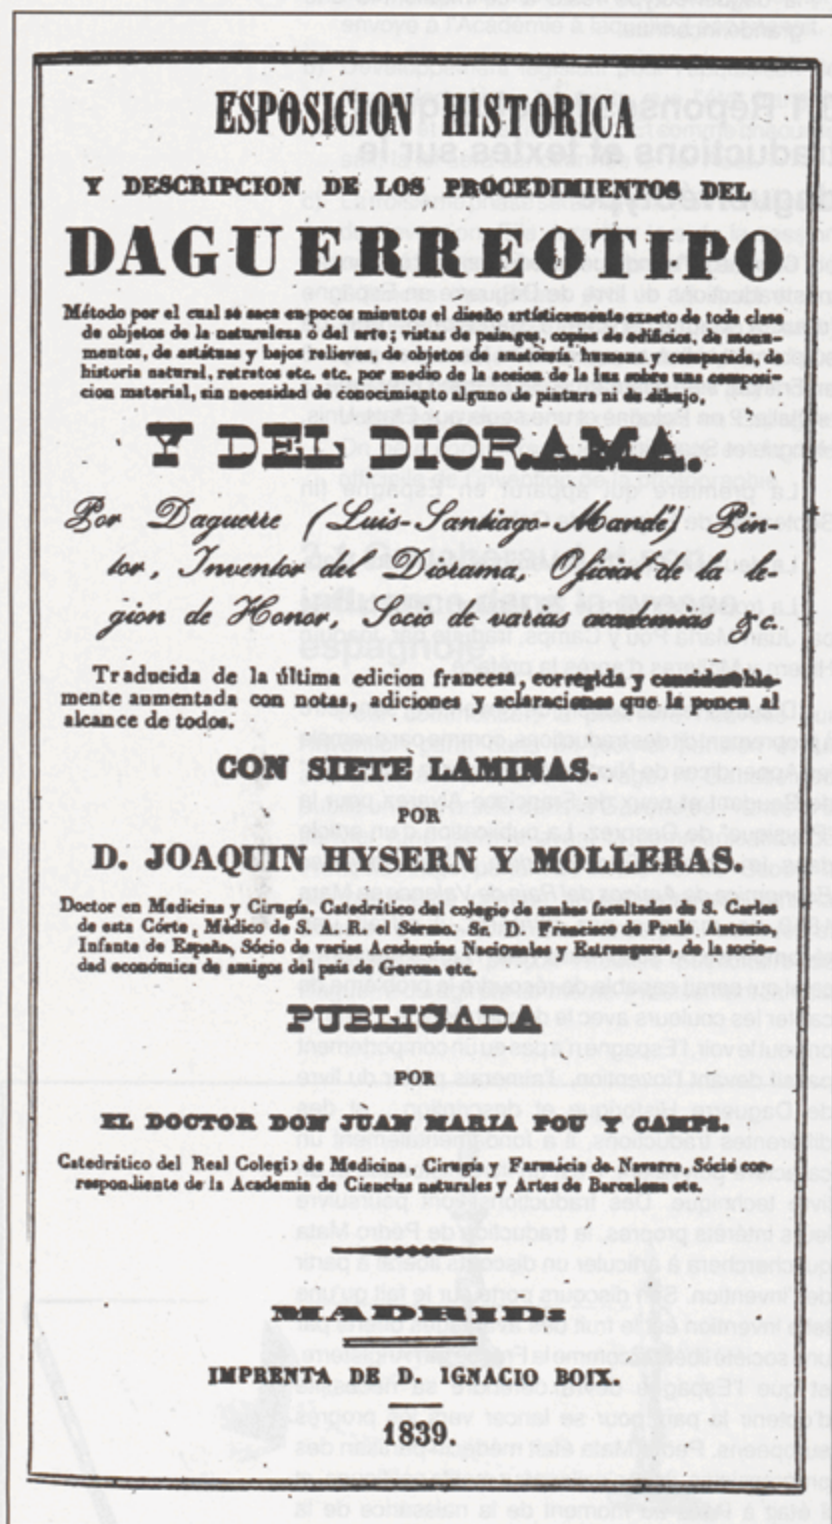 ESPOSICION HISTORICA
Y DESCRIPCION DE LOS PROCEDIMIENTOS DEL
DAGUERREOTIPO
Método por el cual se saca en pocos minutos el diseño artísticamente exacto de toda clase
de objetos de la naturaleza ó del arte; vistas de paisages, copias de edificios, de monu-
mentos, de estátuas y bajos relieves, de objetos de anatomía humana y comparada, de
historia natural, retratos etc. etc. por medio de la accion de la luz sobre una composi-
cion material, sin necesidad de conocimiento alguno de pintura ni de dibujo,
Y DEL DIORAMA.
Por Daguerre (Luis-Santiago-Mandé) Pin-
tor, Inventor del Diorama, Oficial de la le-
gion de Honor, Socio de varias academias &c.
Traducida de la última edicion francesa, corregida y considerable-
mente aumentada con notas, adiciones y aclaraciones que la ponen al
alcance de todos.
CON SIETE LAMINAS.
POR
D. JOAQUIN HYSERN Y MOLLERAS.
Doctor en Medicina y Cirugía, Catedrático del colegio de ambas facultades de S. Carlos
de esta Córte, Médico de S. A. R. el Sermo. Sr. D. Francisco de Paula Antonio,
Infante de España, Sócio de varias Academias Nacionales y Estrangeras, de la socie-
dad económica de amigos del pais de Gerona etc.
PUBLICADA
POR
EL DOCTOR DON JUAN MARIA POU Y CAMPS.
Catedrático del Real Colegio de Medicina, Cirugía y Farmácia de Navarra, Sócio cor-
respondiente de la Academia de Ciencias naturales y Artes de Barcelona etc.
MADRID:
IMPRENTA DE D. IGNACIO BOIX.
1839.